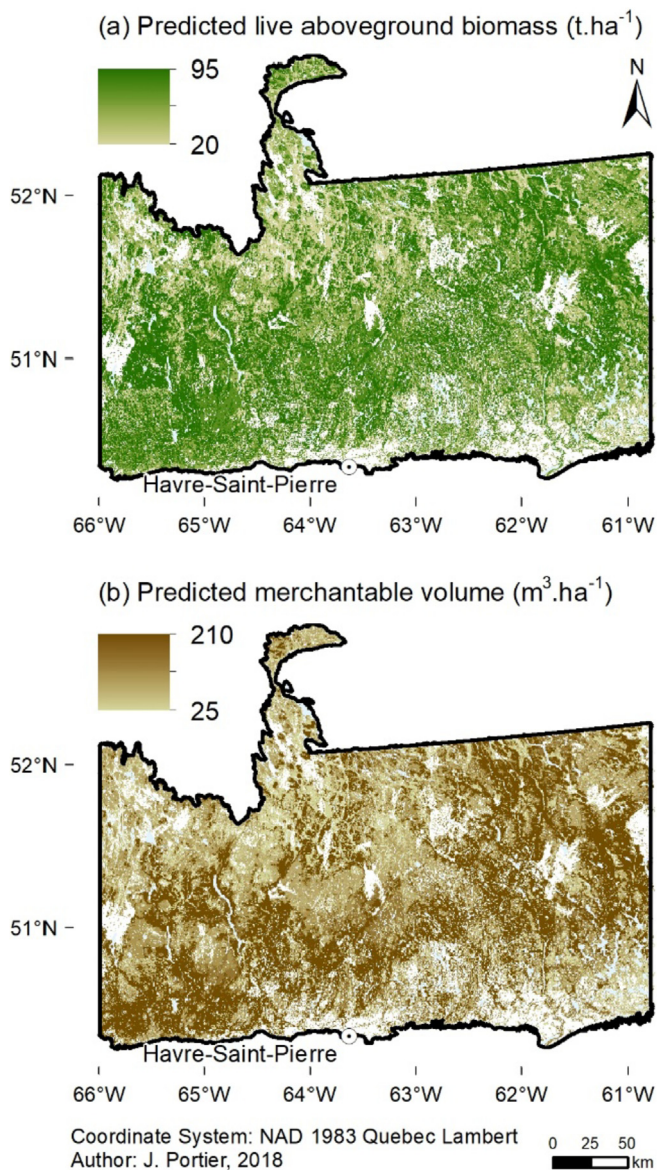 (a) Predicted live aboveground biomass (t.ha⁻¹)
95
20
N
52°N
51°N
Havre-Saint-Pierre
66°W 65°W 64°W 63°W 62°W 61°W
(b) Predicted merchantable volume (m³.ha⁻¹)
210
25
52°N
51°N
Havre-Saint-Pierre
66°W 65°W 64°W 63°W 62°W 61°W
Coordinate System: NAD 1983 Quebec Lambert
Author: J. Portier, 2018
0 25 50
km